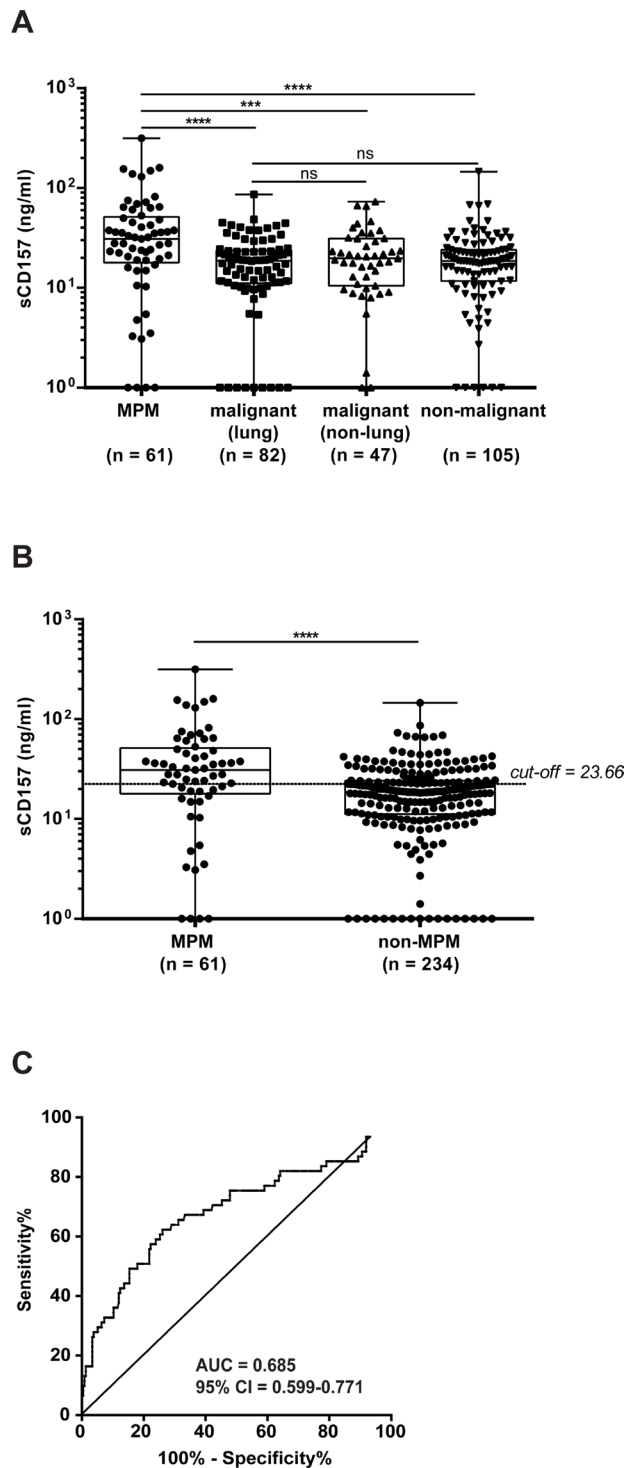 A
sCD157 (ng/ml)
10³
10²
10¹
10⁰
****
***
****
ns
ns
MPM
(n = 61)
malignant
(lung)
(n = 82)
malignant
(non-lung)
(n = 47)
non-malignant
(n = 105)
B
sCD157 (ng/ml)
10³
10²
10¹
10⁰
****
cut-off = 23.66
MPM
(n = 61)
non-MPM
(n = 234)
C
Sensitivity%
100
80
60
40
20
0
AUC = 0.685
95% CI = 0.599-0.771
0 20 40 60 80 100
100% - Specificity%